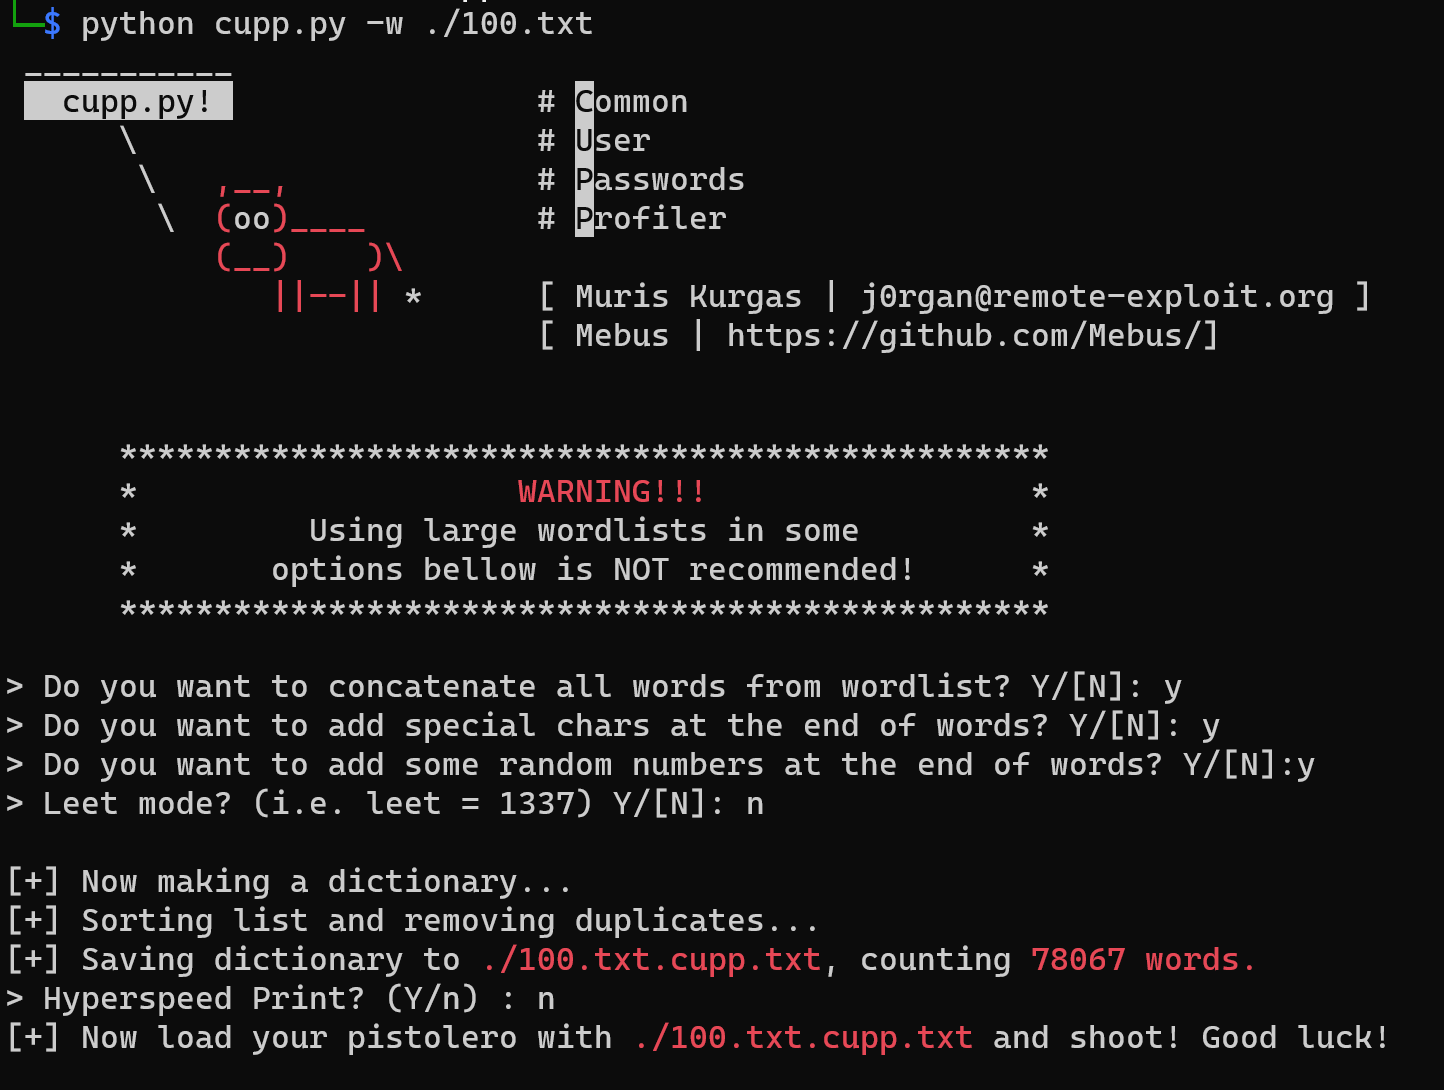 $ python cupp.py -w ./100.txt
___________
cupp.py! # Common
\ # User
\ ,__, # Passwords
\ (oo)____ # Profiler
(__) )\
||--|| * [ Muris Kurgas | j0rgan@remote-exploit.org ]
[ Mebus | https://github.com/Mebus/]
*************************************************
* WARNING!!! *
* Using large wordlists in some *
* options bellow is NOT recommended! *
*************************************************
> Do you want to concatenate all words from wordlist? Y/[N]: y
> Do you want to add special chars at the end of words? Y/[N]: y
> Do you want to add some random numbers at the end of words? Y/[N]:y
> Leet mode? (i.e. leet = 1337) Y/[N]: n
[+] Now making a dictionary...
[+] Sorting list and removing duplicates...
[+] Saving dictionary to ./100.txt.cupp.txt, counting 78067 words.
> Hyperspeed Print? (Y/n) : n
[+] Now load your pistolero with ./100.txt.cupp.txt and shoot! Good luck!